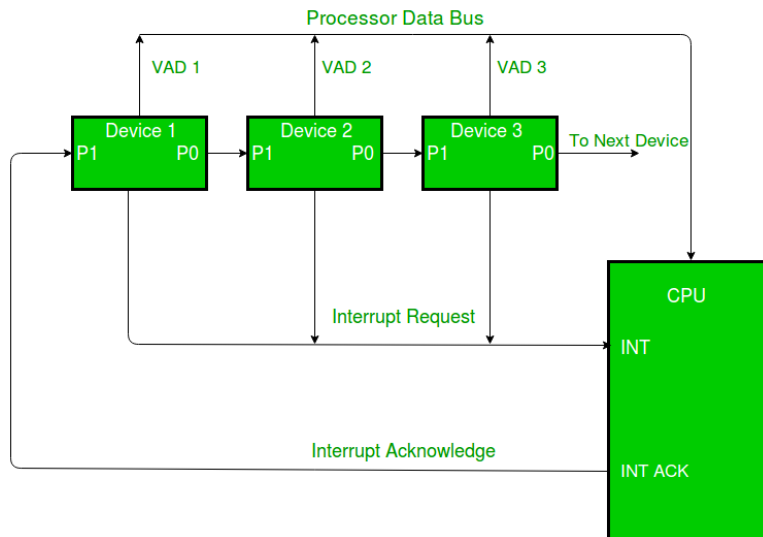 Processor Data Bus
VAD 1
VAD 2
VAD 3
Device 1
Device 2
Device 3
P1
P0
P1
P0
P1
P0
To Next Device
CPU
Interrupt Request
INT
Interrupt Acknowledge
INT ACK